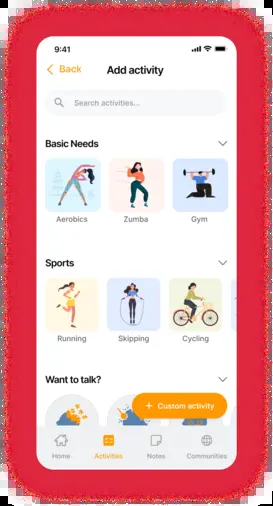 9:41
Back Add activity
Search activities...
Basic Needs
Aerobics Zumba Gym
Sports
Running Skipping Cycling
Want to talk?
+ Custom activity
Home Activities Notes Communities